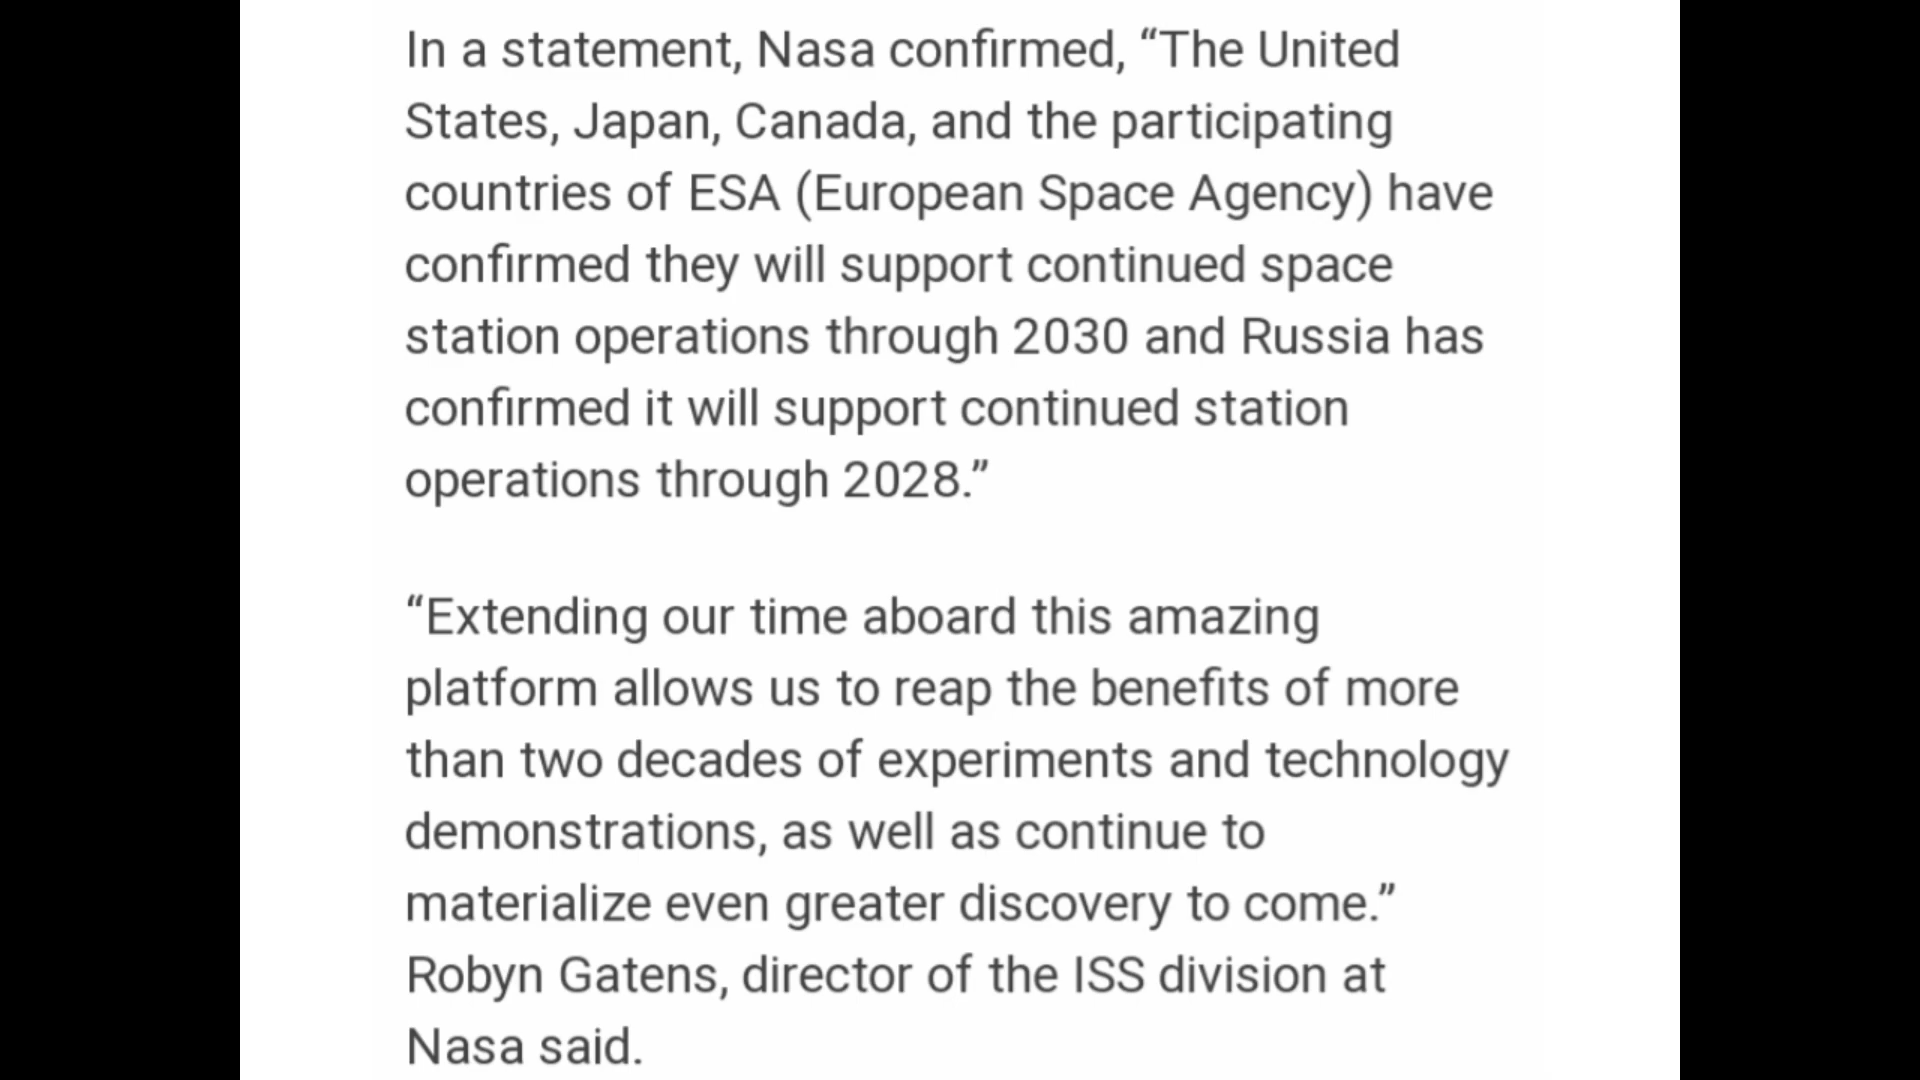 In a statement, Nasa confirmed, “The United
States, Japan, Canada, and the participating
countries of ESA (European Space Agency) have
confirmed they will support continued space
station operations through 2030 and Russia has
confirmed it will support continued station
operations through 2028.”
“Extending our time aboard this amazing
platform allows us to reap the benefits of more
than two decades of experiments and technology
demonstrations, as well as continue to
materialize even greater discovery to come.”
Robyn Gatens, director of the ISS division at
Nasa said.